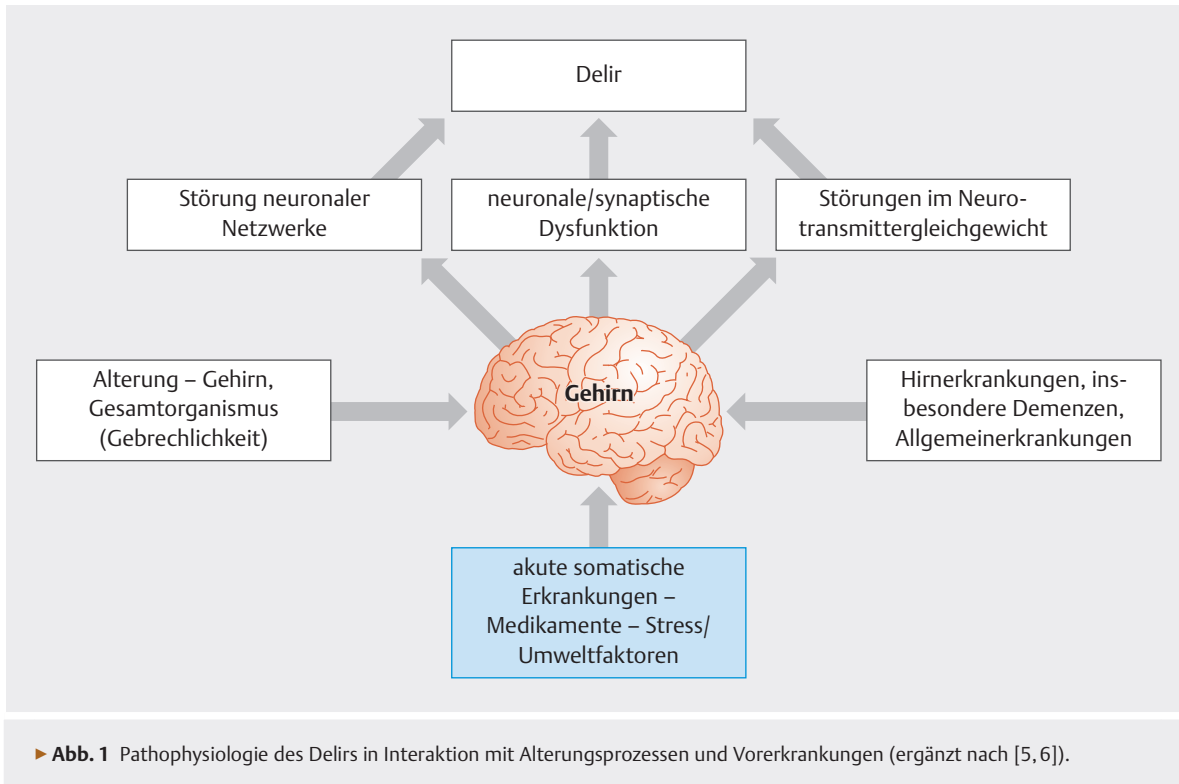 Delir
Störung neuronaler
Netzwerke
neuronale/synaptische
Dysfunktion
Störungen im Neuro-
transmittergleichgewicht
Alterung – Gehirn,
Gesamtorganismus
(Gebrechlichkeit)
Gehirn
Hirnerkrankungen, ins-
besondere Demenzen,
Allgemeinerkrankungen
akute somatische
Erkrankungen –
Medikamente – Stress/
Umweltfaktoren
▶ Abb. 1 Pathophysiologie des Delirs in Interaktion mit Alterungsprozessen und Vorerkrankungen (ergänzt nach [5, 6]).